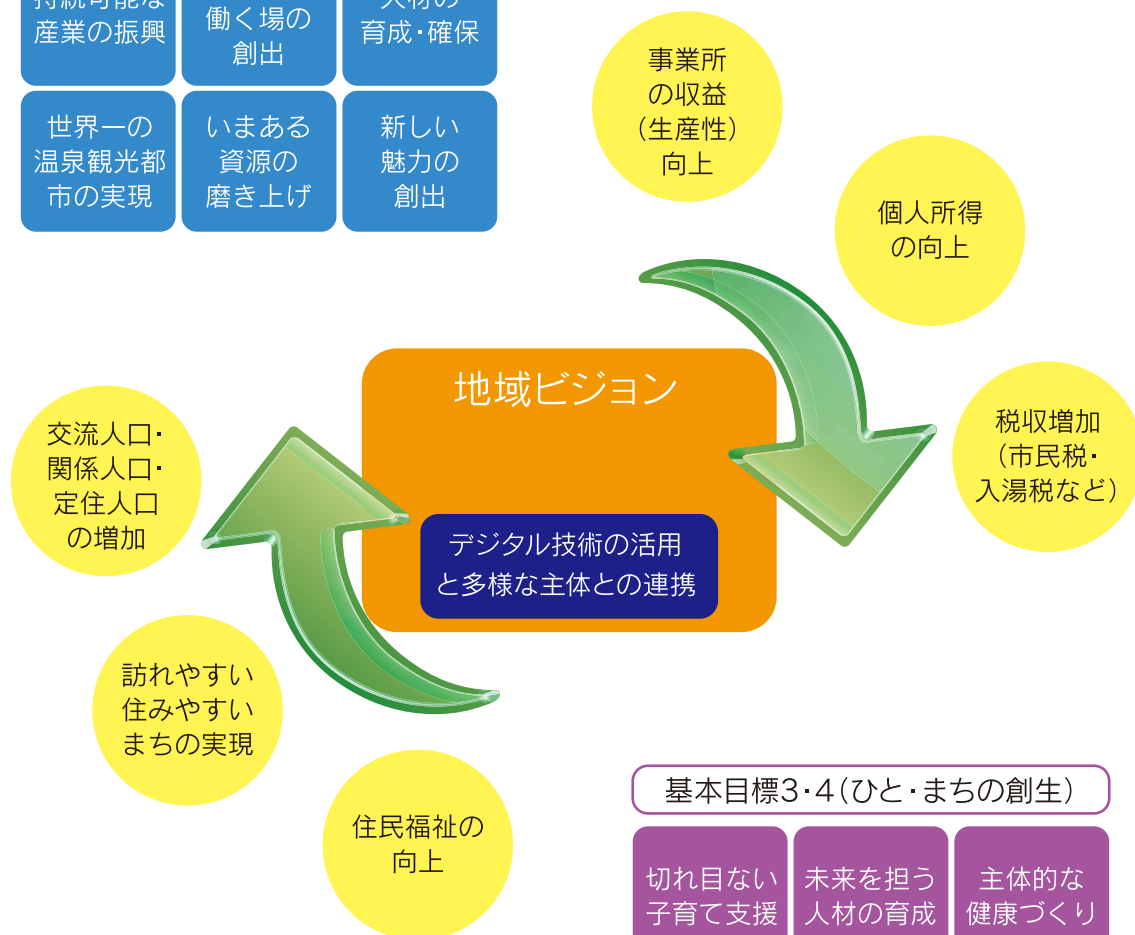 産業の振興
働く場の
創出
育成・確保
世界一の
温泉観光都
市の実現
いまある
資源の
磨き上げ
新しい
魅力の
創出
事業所
の収益
(生産性)
向上
個人所得
の向上
税収増加
(市民税・
入湯税など)
地域ビジョン
デジタル技術の活用
と多様な主体との連携
交流人口・
関係人口・
定住人口
の増加
訪れやすい
住みやすい
まちの実現
住民福祉の
向上
基本目標3・4(ひと・まちの創生)
切れ目ない
子育て支援
未来を担う
人材の育成
主体的な
健康づくり